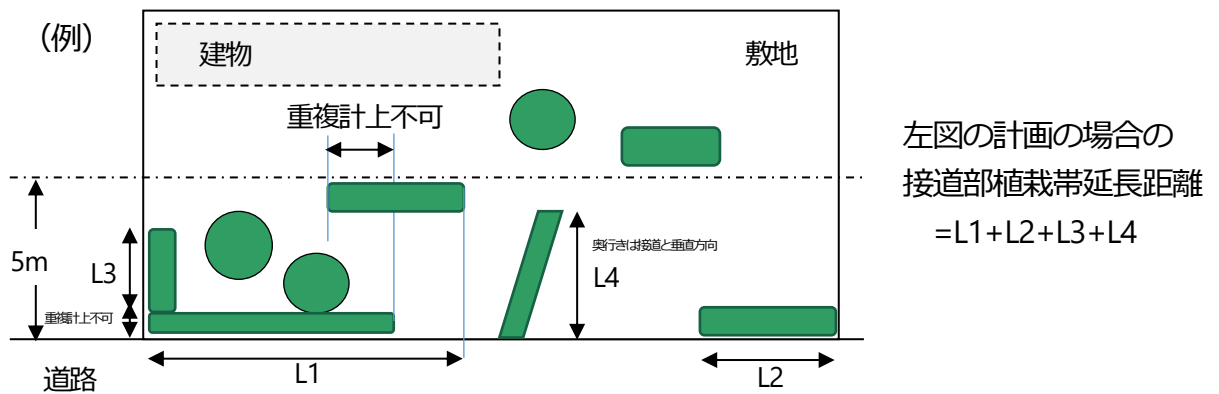 (例)
建物
敷地
重複計上不可
左図の計画の場合の
接道部植栽帯延長距離
=L1+L2+L3+L4
奥行きは接道と垂直方向
5m
L3
L4
重複計上不可
道路
L1
L2